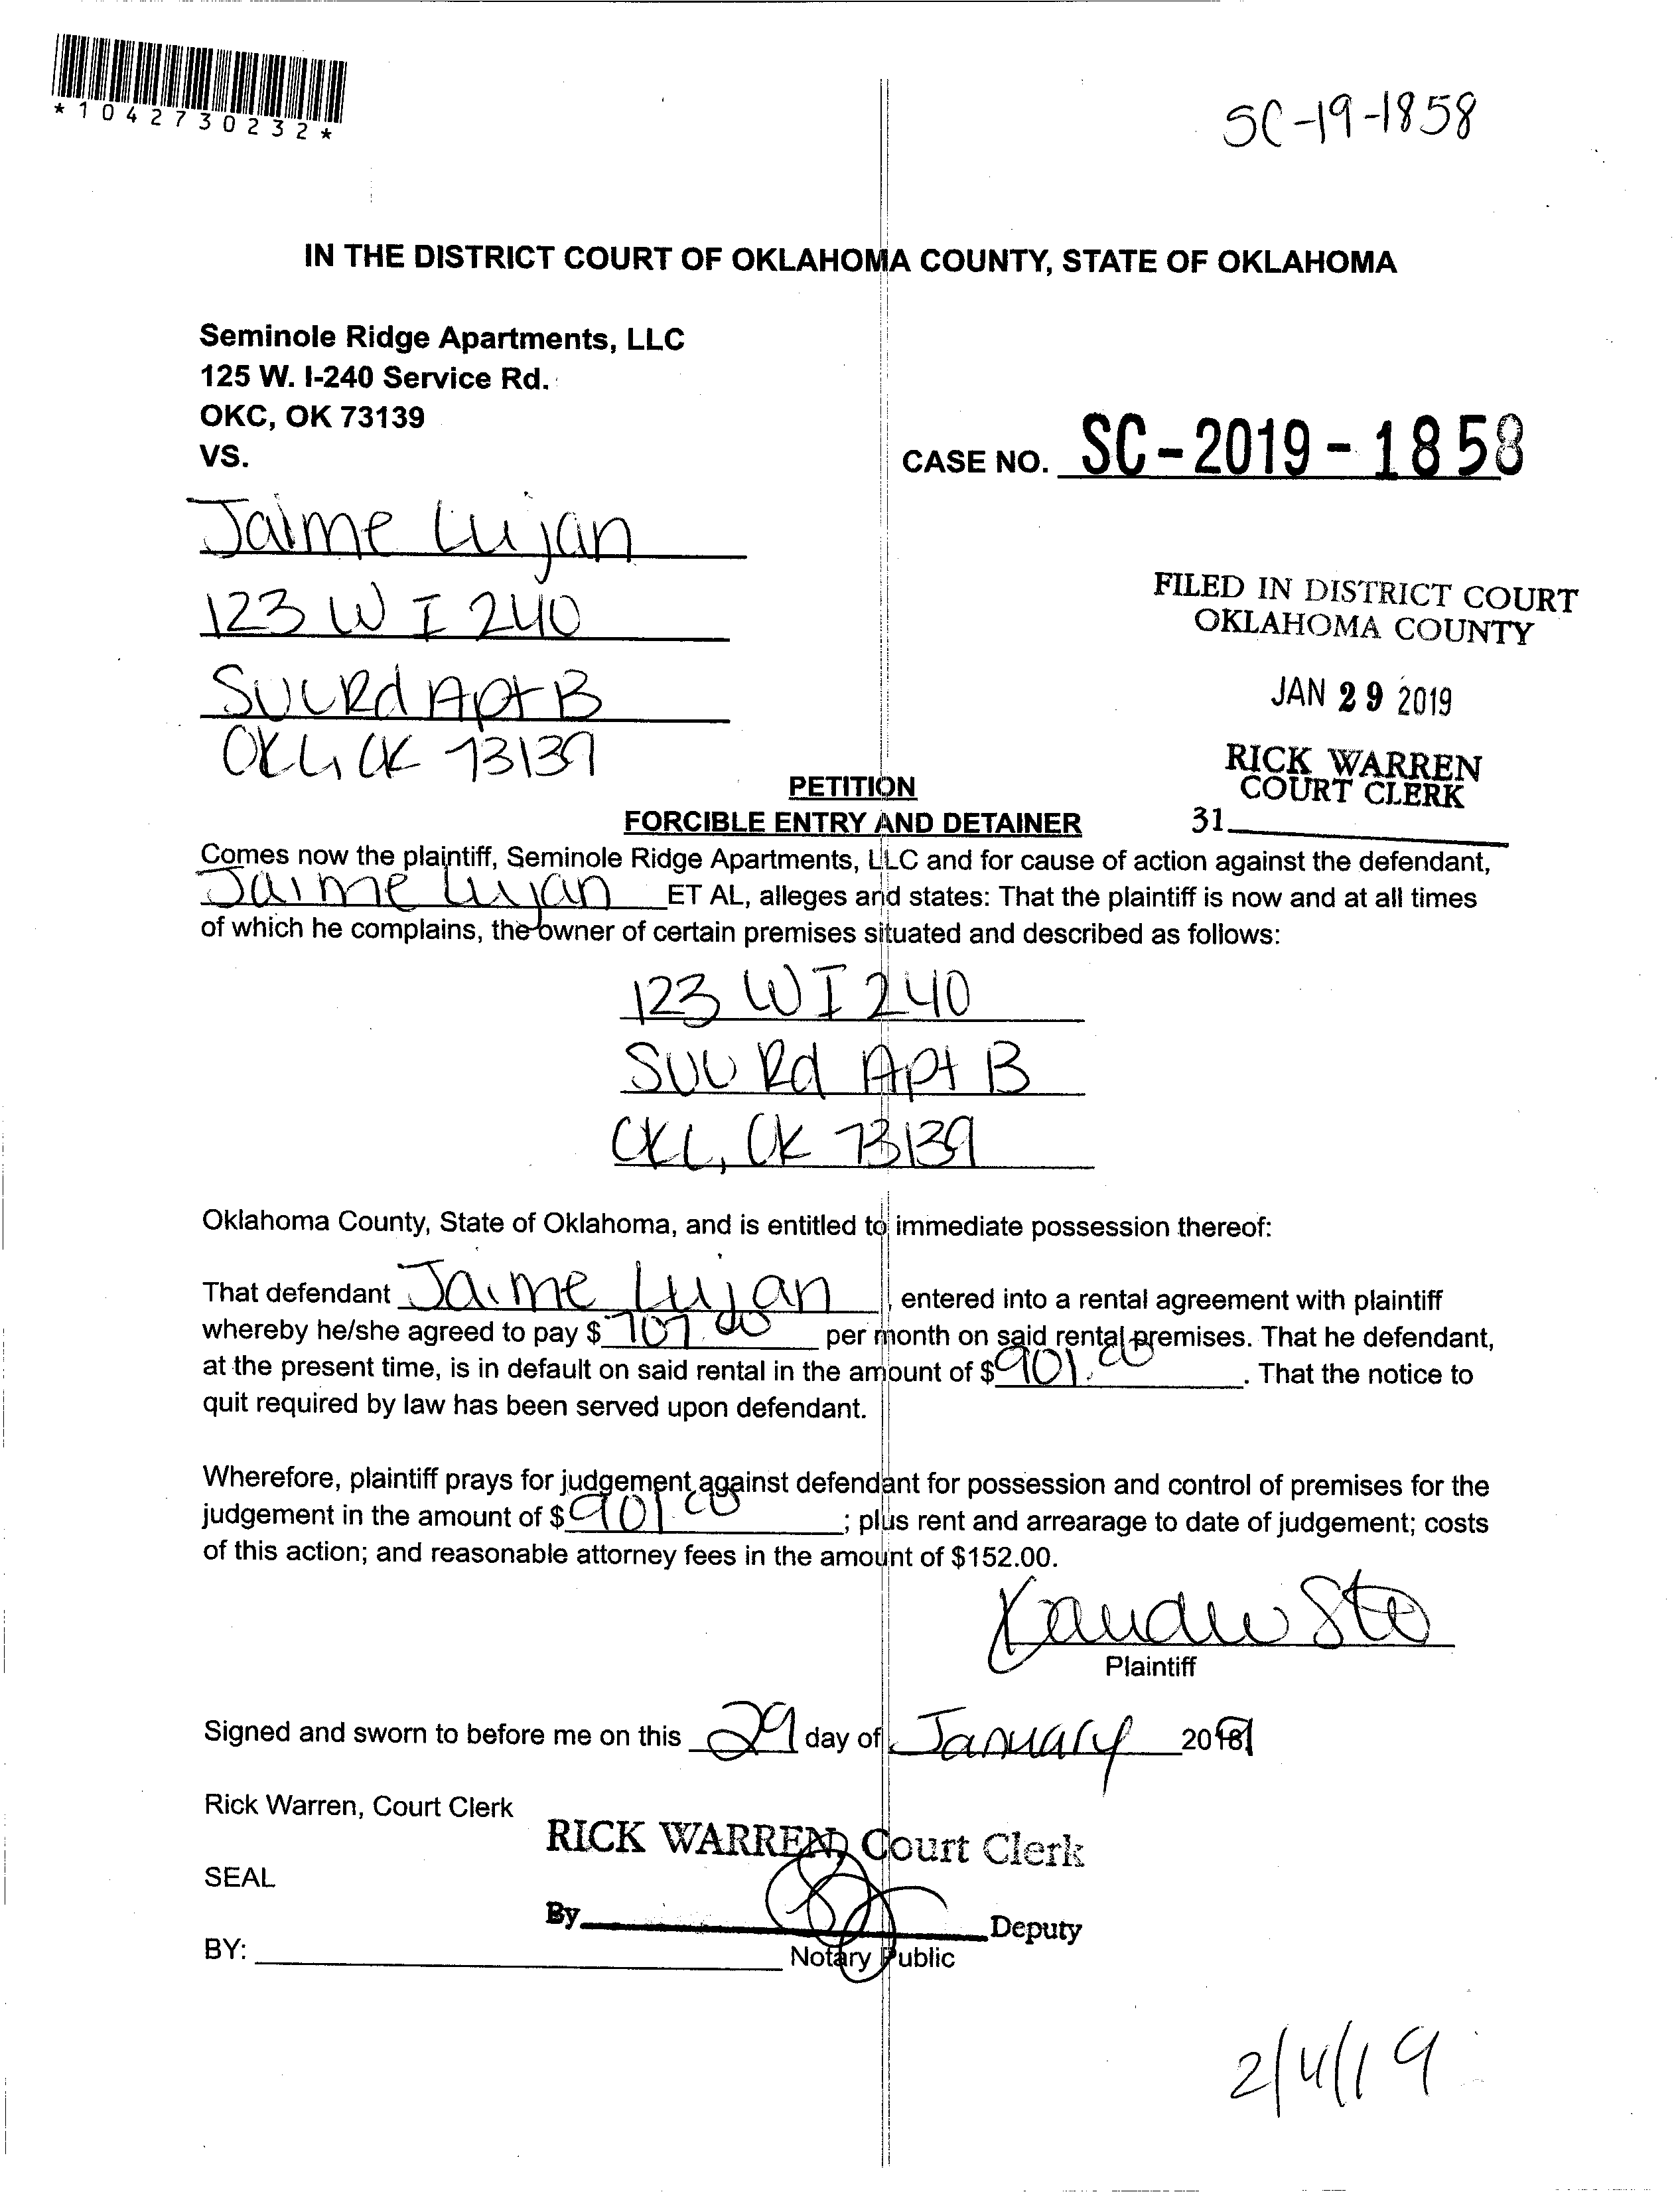 *1042730232*
SC-19-1858
IN THE DISTRICT COURT OF OKLAHOMA COUNTY, STATE OF OKLAHOMA
Seminole Ridge Apartments, LLC
125 W. I-240 Service Rd.
OKC, OK 73139
VS.
CASE NO. SC-2019-1858
Jaime Lujan
123 W I 240
Svc Rd Apt B
OKC, OK 73139
FILED IN DISTRICT COURT
OKLAHOMA COUNTY
JAN 29 2019
RICK WARREN
COURT CLERK
31
PETITION
FORCIBLE ENTRY AND DETAINER
Comes now the plaintiff, Seminole Ridge Apartments, LLC and for cause of action against the defendant,
Jaime Lujan ET AL, alleges and states: That the plaintiff is now and at all times
of which he complains, the owner of certain premises situated and described as follows:
123 W I 240
Svc Rd Apt B
OKC, OK 73139
Oklahoma County, State of Oklahoma, and is entitled to immediate possession thereof:
That defendant Jaime Lujan, entered into a rental agreement with plaintiff
whereby he/she agreed to pay $ 707.00 per month on said rental premises. That he defendant,
at the present time, is in default on said rental in the amount of $ 901.00. That the notice to
quit required by law has been served upon defendant.
Wherefore, plaintiff prays for judgement against defendant for possession and control of premises for the
judgement in the amount of $ 901.00; plus rent and arrearage to date of judgement; costs
of this action; and reasonable attorney fees in the amount of $152.00.
Plaintiff
Signed and sworn to before me on this 29 day of January 2019
Rick Warren, Court Clerk
RICK WARREN, Court Clerk
SEAL
By Deputy
BY: Notary Public
2/4/19